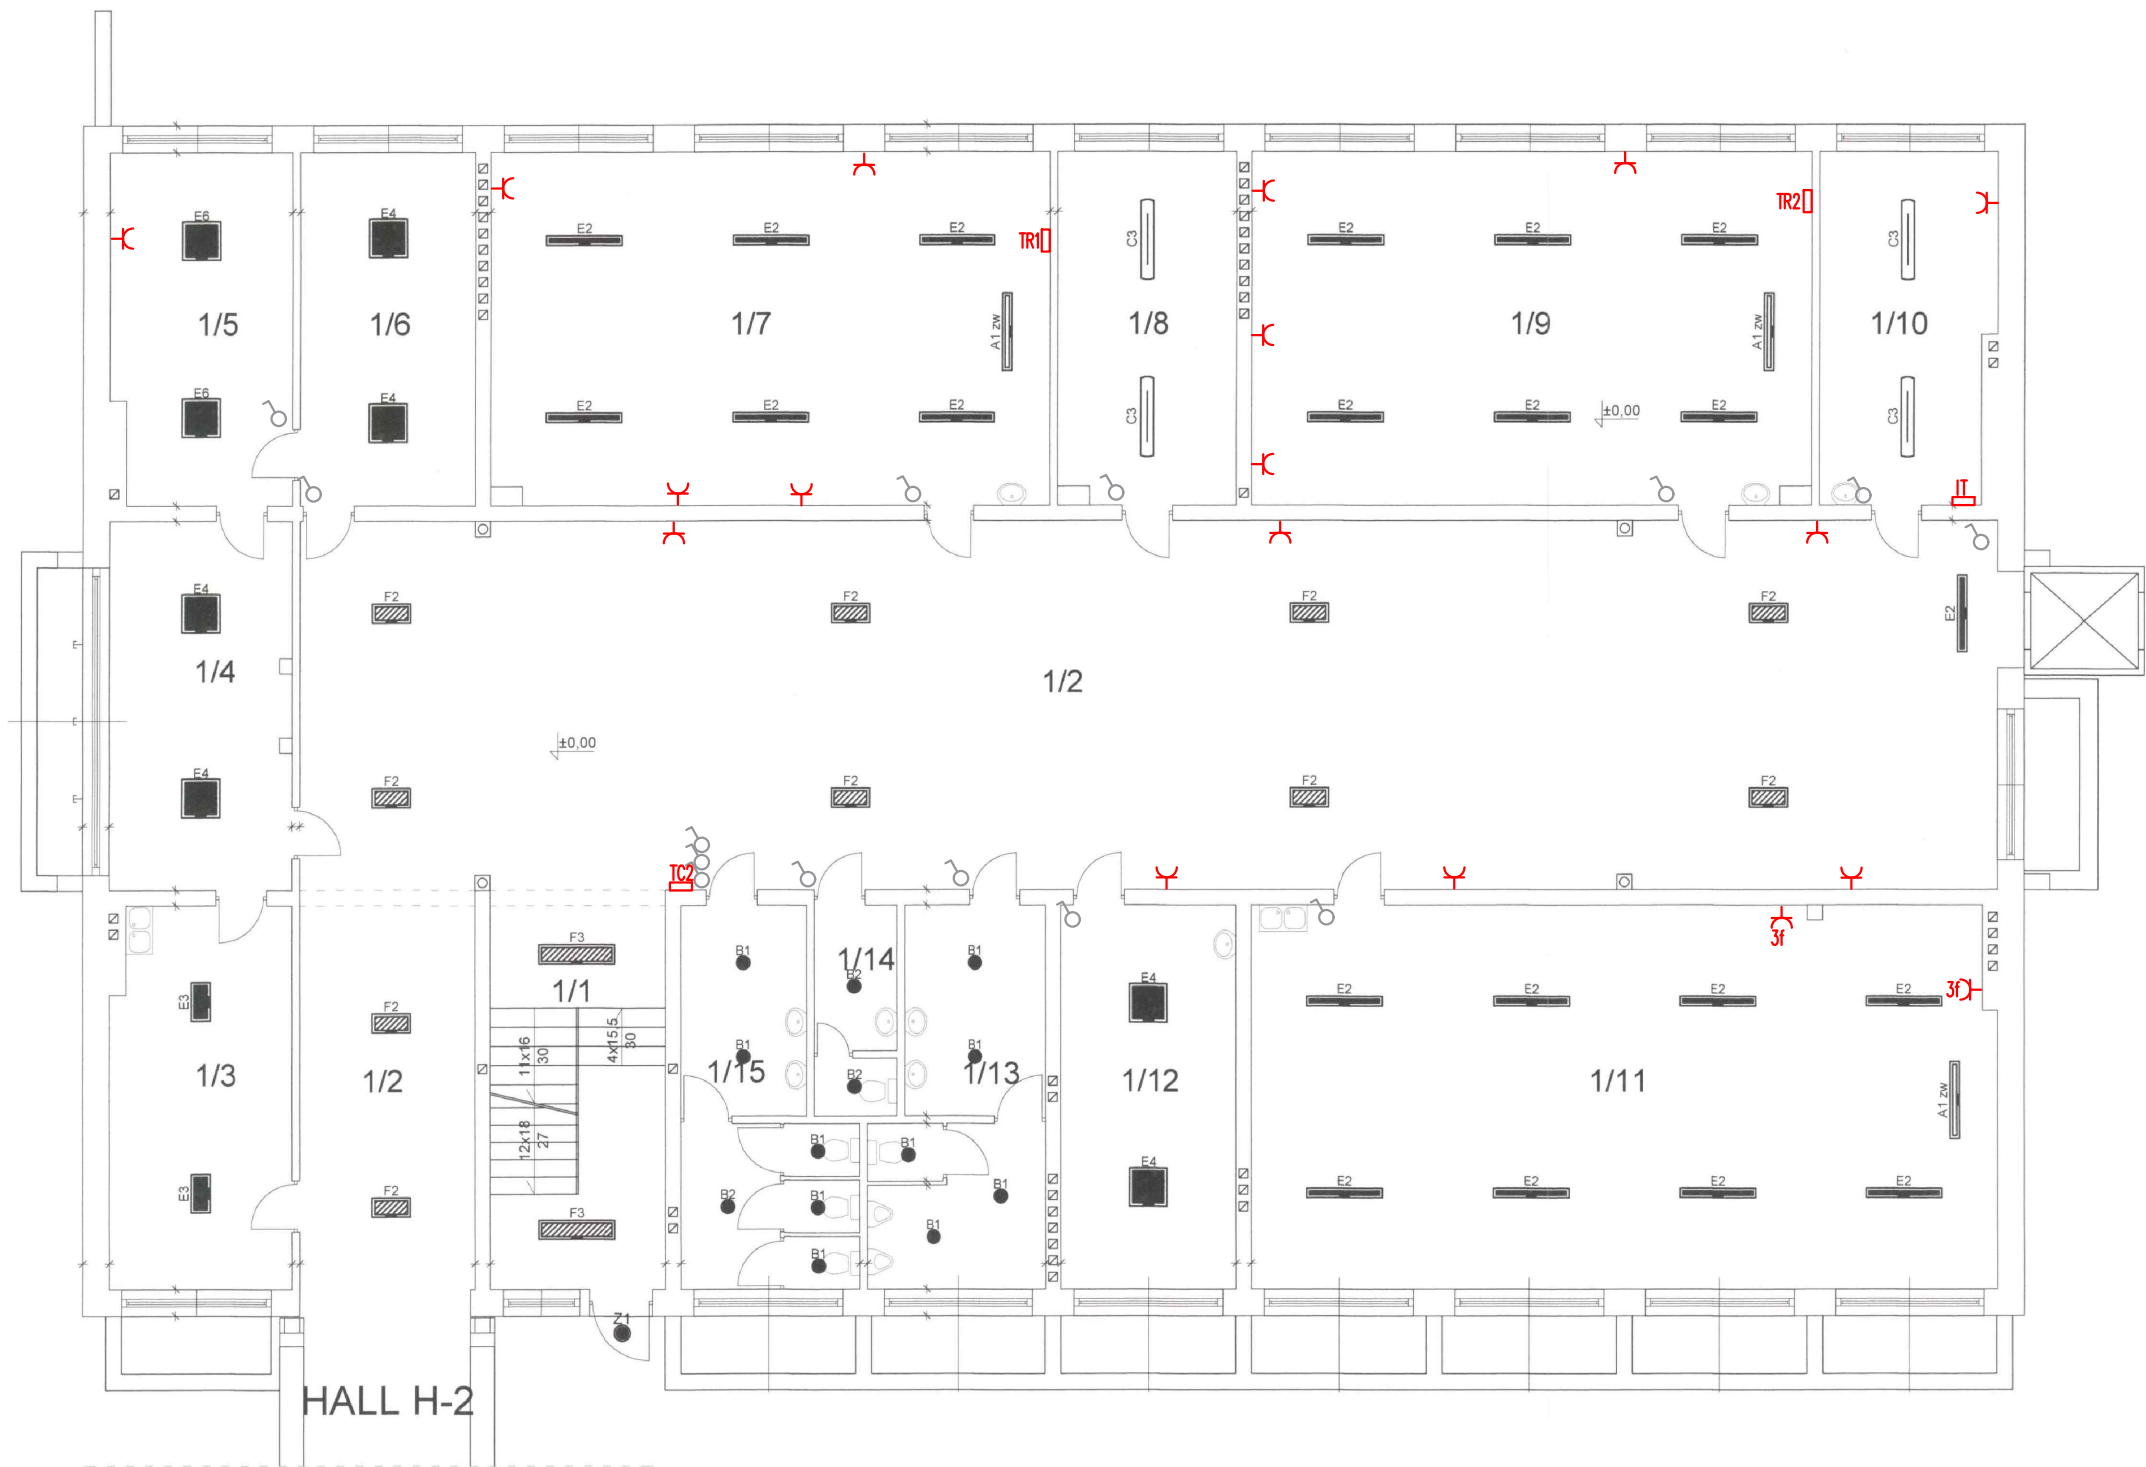 E6
E4
E2
E2
E2
TR1
C3
E2
E2
E2
TR2
C3
1/5
1/6
1/7
A1 zw
1/8
1/9
A1 zw
1/10
E6
E4
E2
E2
E2
C3
E2
E2
E2
±0,00
C3
IT
E4
F2
F2
F2
F2
E2
1/4
1/2
±0,00
E4
F2
F2
F2
F2
TC2
3f
F3
B1
1/14
B2
B1
E4
3f
E3
1/1
E2
E2
E2
E2
F2
11x16
30
4x15,5
30
1/3
1/2
B1
1/15
B2
B1
1/13
1/12
1/11
A1 zw
12x18
27
B1
B1
E4
E3
F2
B2
B1
B1
E2
E2
E2
E2
F3
B1
B1
Z1
HALL H-2